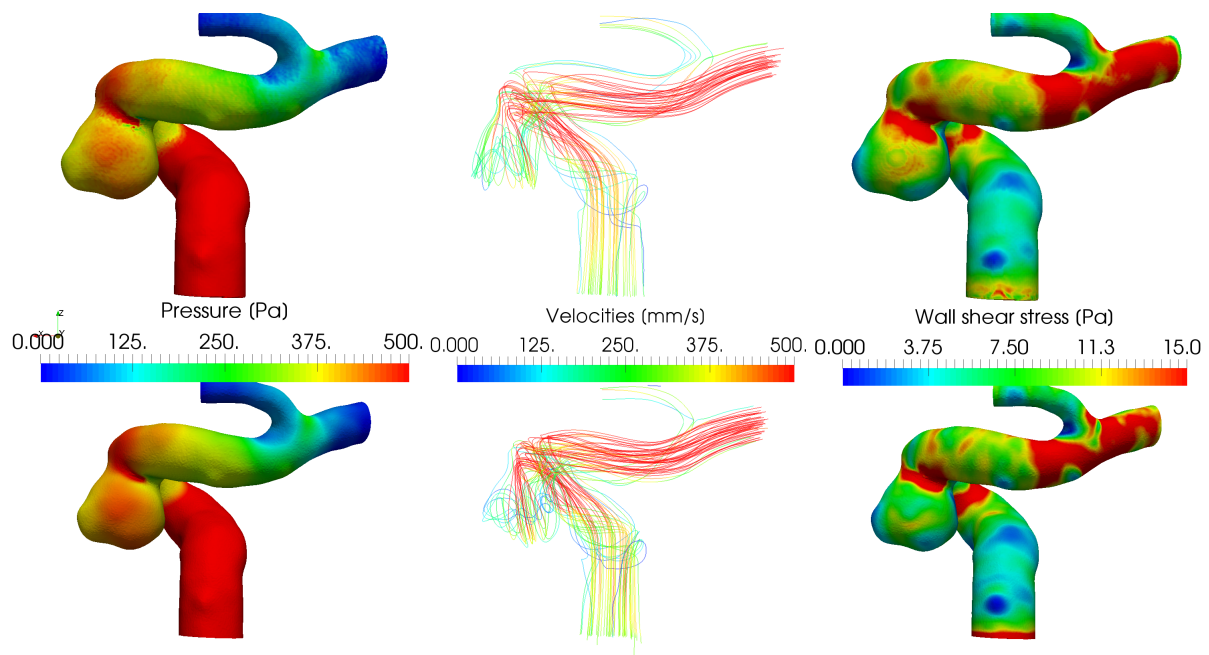 Pressure (Pa)
0.000 125. 250. 375. 500.
Velocities (mm/s)
0.000 125. 250. 375. 500.
Wall shear stress (Pa)
0.000 3.75 7.50 11.3 15.0
z